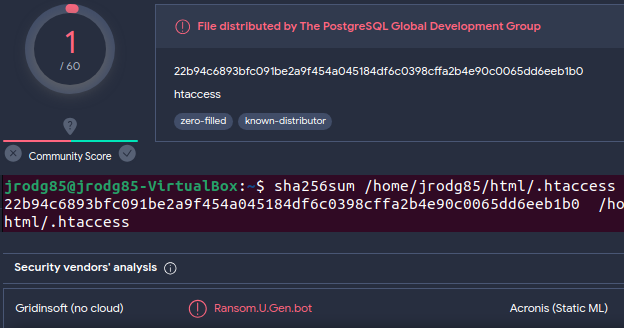 1
/ 60
File distributed by The PostgreSQL Global Development Group
22b94c6893bfc091be2a9f454a045184df6c0398cffa2b4e90c0065dd6eeb1b0
htaccess
zero-filled known-distributor
Community Score
jrodg85@jrodg85-VirtualBox:~$ sha256sum /home/jrodg85/html/.htaccess
22b94c6893bfc091be2a9f454a045184df6c0398cffa2b4e90c0065dd6eeb1b0 /ho
html/.htaccess
Security vendors' analysis
Gridinsoft (no cloud) Ransom.U.Gen.bot Acronis (Static ML)